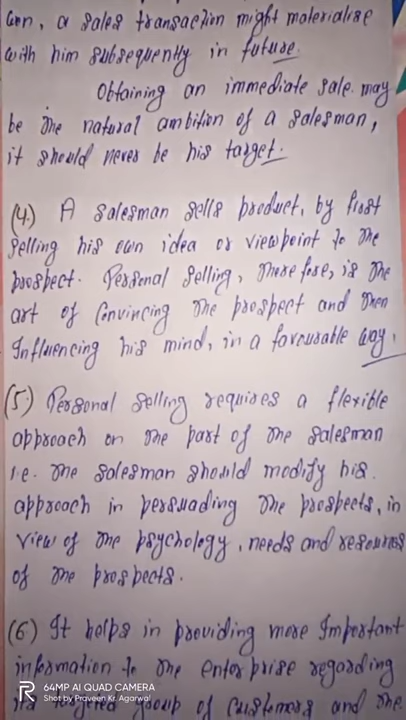 won, a sales transaction might materialise
with him subsequently in future.
Obtaining an immediate sale may
be the natural ambition of a salesman,
it should never be his target.
(4.) A salesman sells product, by first
selling his own idea or viewpoint to the
prospect. Personal selling, therefore, is the
art of Convincing the prospect and then
Influencing his mind, in a favourable way.
(5.) Personal selling requires a flexible
approach on the part of the salesman
i.e. the salesman should modify his
approach in persuading the prospects, in
view of the psychology, needs and resources
of the prospects.
(6) It helps in providing more Important
information to the enterprise regarding
its targeted group of customers and the
64MP AI QUAD CAMERA
Shot by Praveen Kr. Agarwal